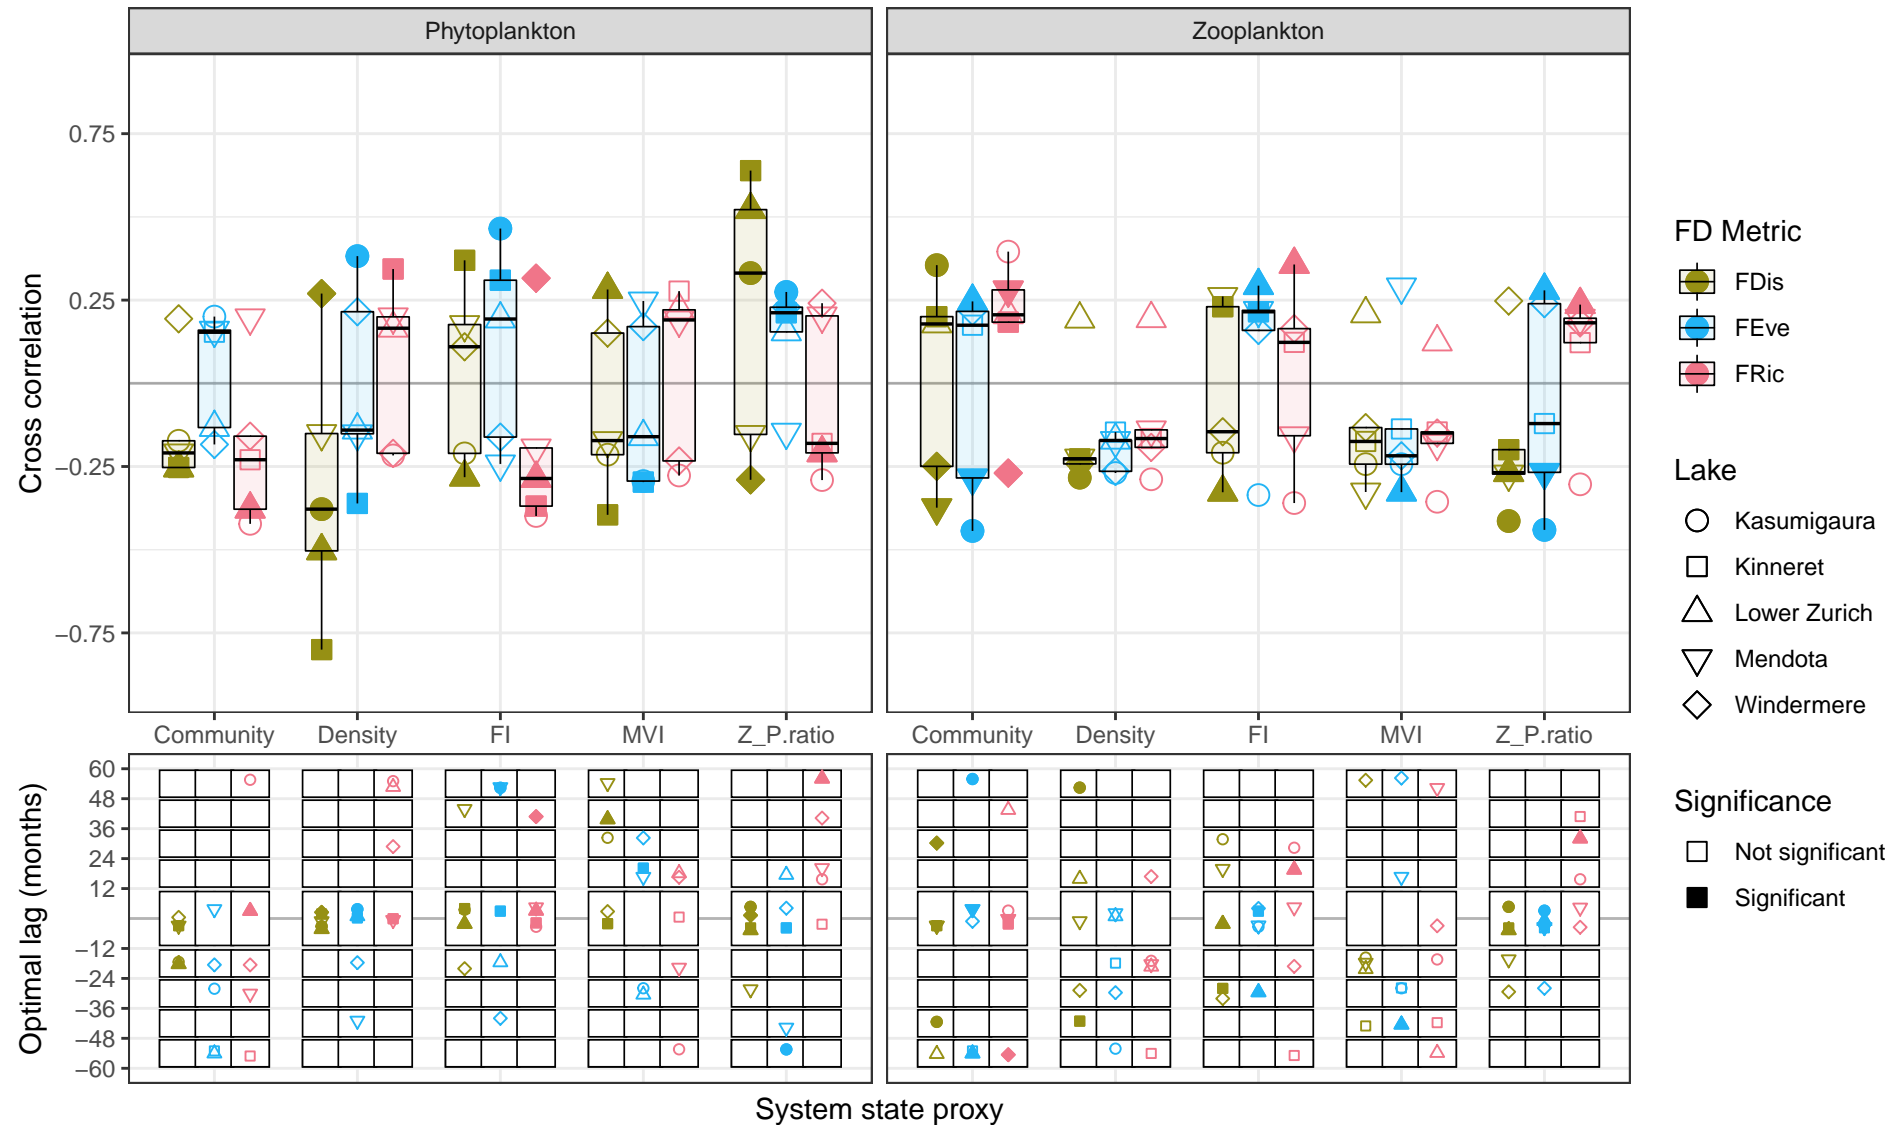 Phytoplankton
Zooplankton
Cross correlation
0.75
0.25
−0.25
−0.75
Community
Density
FI
MVI
Z_P.ratio
Community
Density
FI
MVI
Z_P.ratio
Optimal lag (months)
60
48
36
24
12
−12
−24
−36
−48
−60
System state proxy
FD Metric
FDis
FEve
FRic
Lake
Kasumigaura
Kinneret
Lower Zurich
Mendota
Windermere
Significance
Not significant
Significant